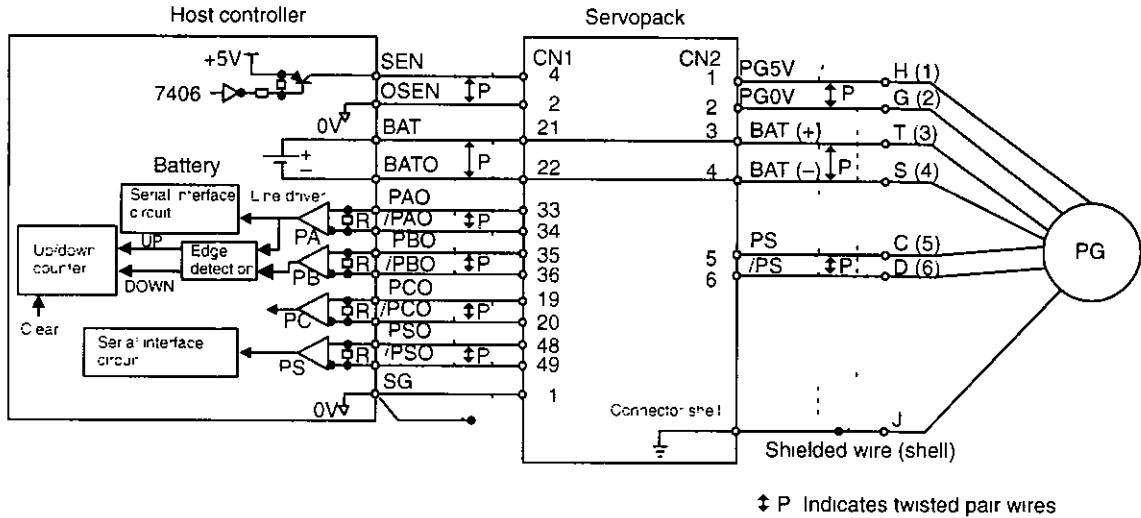 Host controller
Servopack
+5V
7406
0V
SEN
OSEN
BAT
BATO
Battery
+
−
P
P
Serial interface
circuit
Line driver
PAO
/PAO
PBO
/PBO
PCO
/PCO
PSO
/PSO
SG
PA
PB
PC
PS
R
R
R
R
P
P
P
P
Up/down
counter
UP
DOWN
Edge
detection
Clear
Serial interface
circuit
0V
CN1
4
2
21
22
33
34
35
36
19
20
48
49
1
CN2
1
2
3
4
5
6
Connector shell
PG5V
PG0V
BAT (+)
BAT (−)
PS
/PS
P
P
P
H (1)
G (2)
T (3)
S (4)
C (5)
D (6)
J
PG
Shielded wire (shell)
P Indicates twisted pair wires